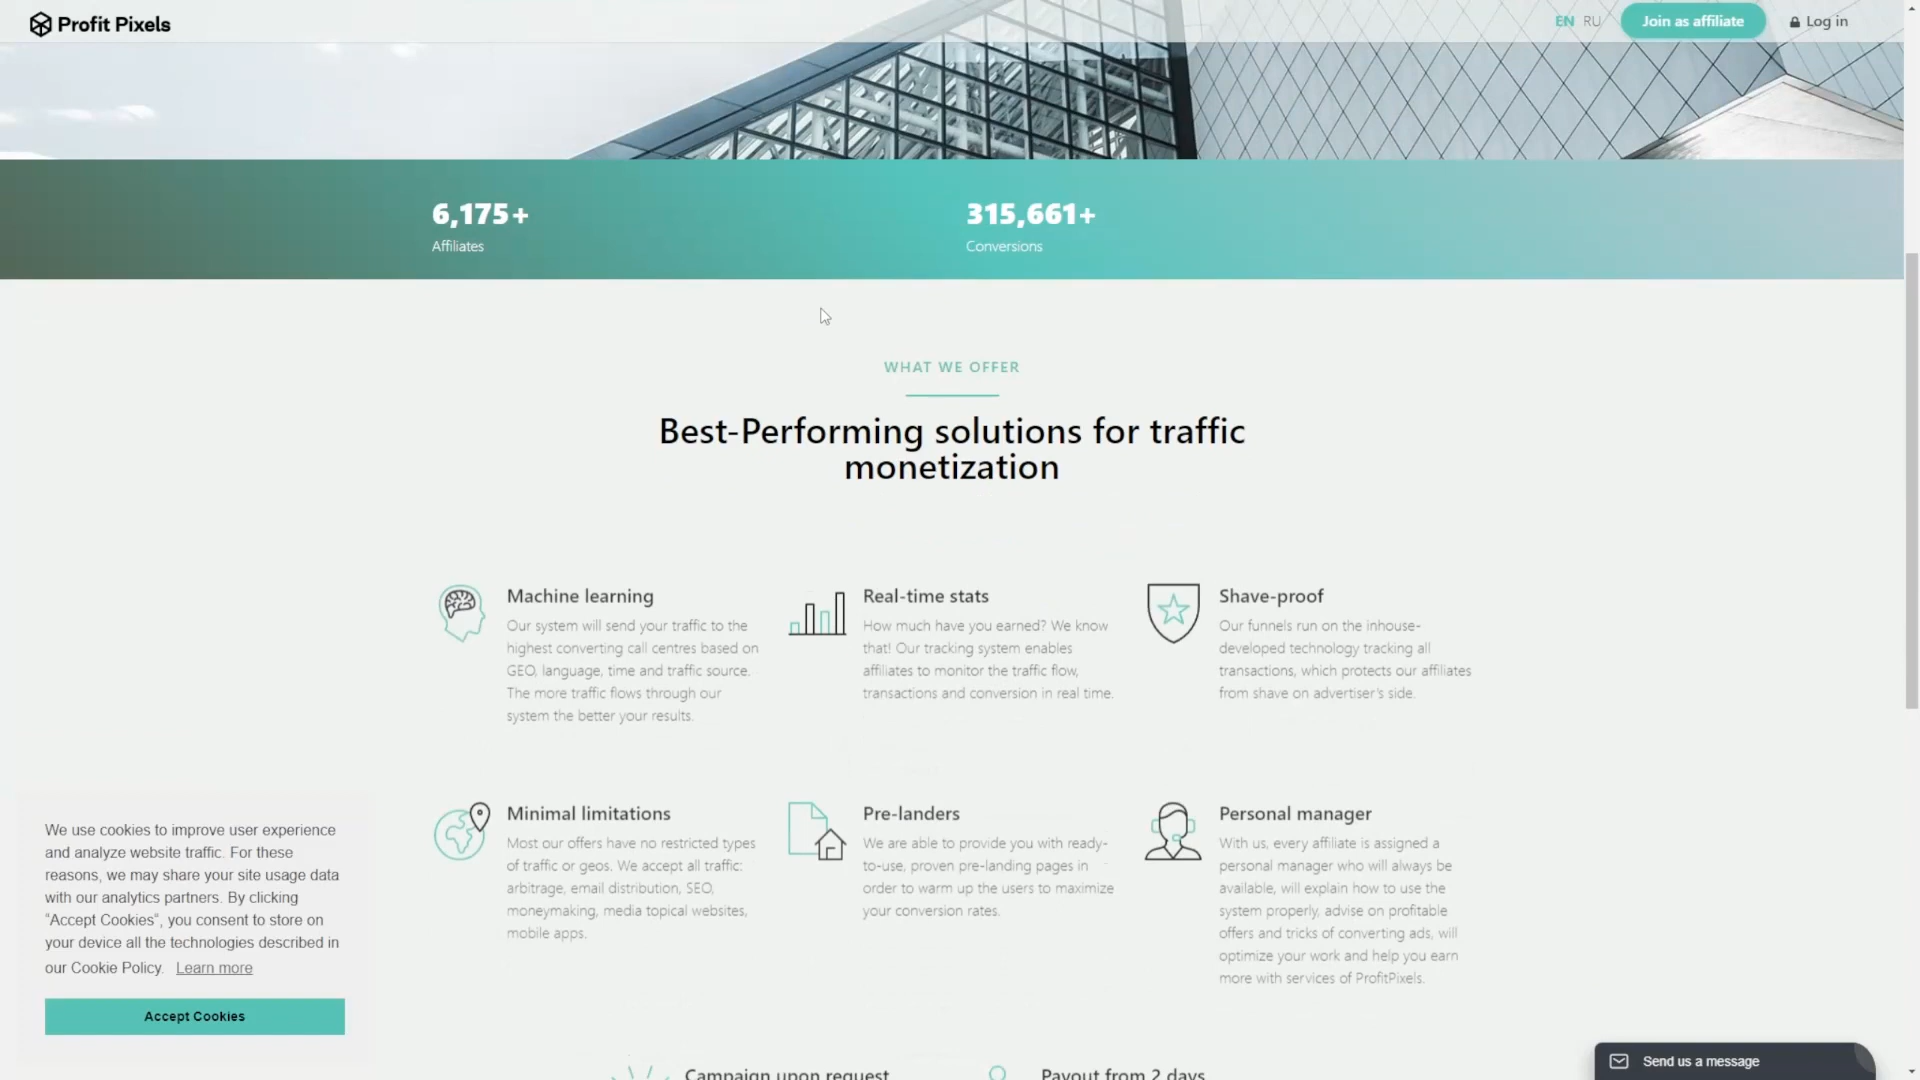 Profit Pixels
EN RU
Join as affiliate
Log in
6,175+
Affiliates
315,661+
Conversions
WHAT WE OFFER
Best-Performing solutions for traffic
monetization
Machine learning
Our system will send your traffic to the
highest converting call centres based on
GEO, language, time and traffic source.
The more traffic flows through our
system the better your results.
Real-time stats
How much have you earned? We know
that! Our tracking system enables
affiliates to monitor the traffic flow,
transactions and conversion in real time.
Shave-proof
Our funnels run on the inhouse-
developed technology tracking all
transactions, which protects our affiliates
from shave on advertiser's side.
Minimal limitations
Most our offers have no restricted types
of traffic or geos. We accept all traffic:
arbitrage, email distribution, SEO,
moneymaking, media topical websites,
mobile apps.
Pre-landers
We are able to provide you with ready-
to-use, proven pre-landing pages in
order to warm up the users to maximize
your conversion rates.
Personal manager
With us, every affiliate is assigned a
personal manager who will always be
available, will explain how to use the
system properly, advise on profitable
offers and tricks of converting ads, will
optimize your work and help you earn
more with services of ProfitPixels.
We use cookies to improve user experience
and analyze website traffic. For these
reasons, we may share your site usage data
with our analytics partners. By clicking
“Accept Cookies“, you consent to store on
your device all the technologies described in
our Cookie Policy. Learn more
Accept Cookies
Campaign upon request
Payout from 2 days
Send us a message